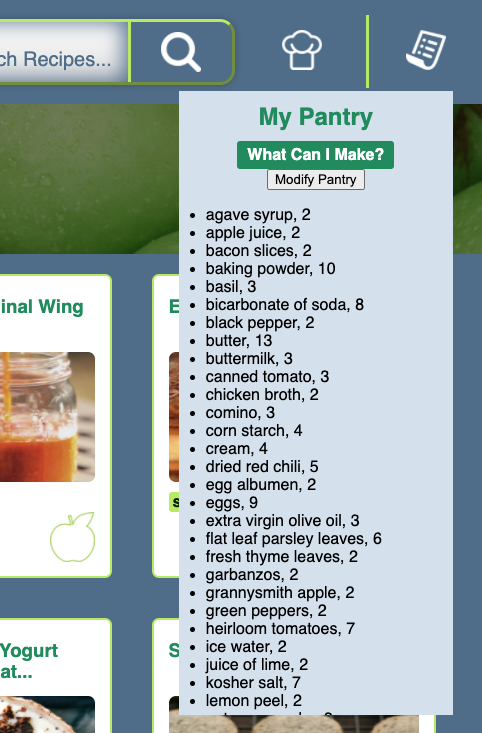 ch Recipes...
My Pantry
What Can I Make?
Modify Pantry
agave syrup, 2
apple juice, 2
bacon slices, 2
baking powder, 10
basil, 3
bicarbonate of soda, 8
black pepper, 2
butter, 13
buttermilk, 3
canned tomato, 3
chicken broth, 2
comino, 3
corn starch, 4
cream, 4
dried red chili, 5
egg albumen, 2
eggs, 9
extra virgin olive oil, 3
flat leaf parsley leaves, 6
fresh thyme leaves, 2
garbanzos, 2
grannysmith apple, 2
green peppers, 2
heirloom tomatoes, 7
ice water, 2
juice of lime, 2
kosher salt, 7
lemon peel, 2
inal Wing
E
s
Yogurt
at...
S